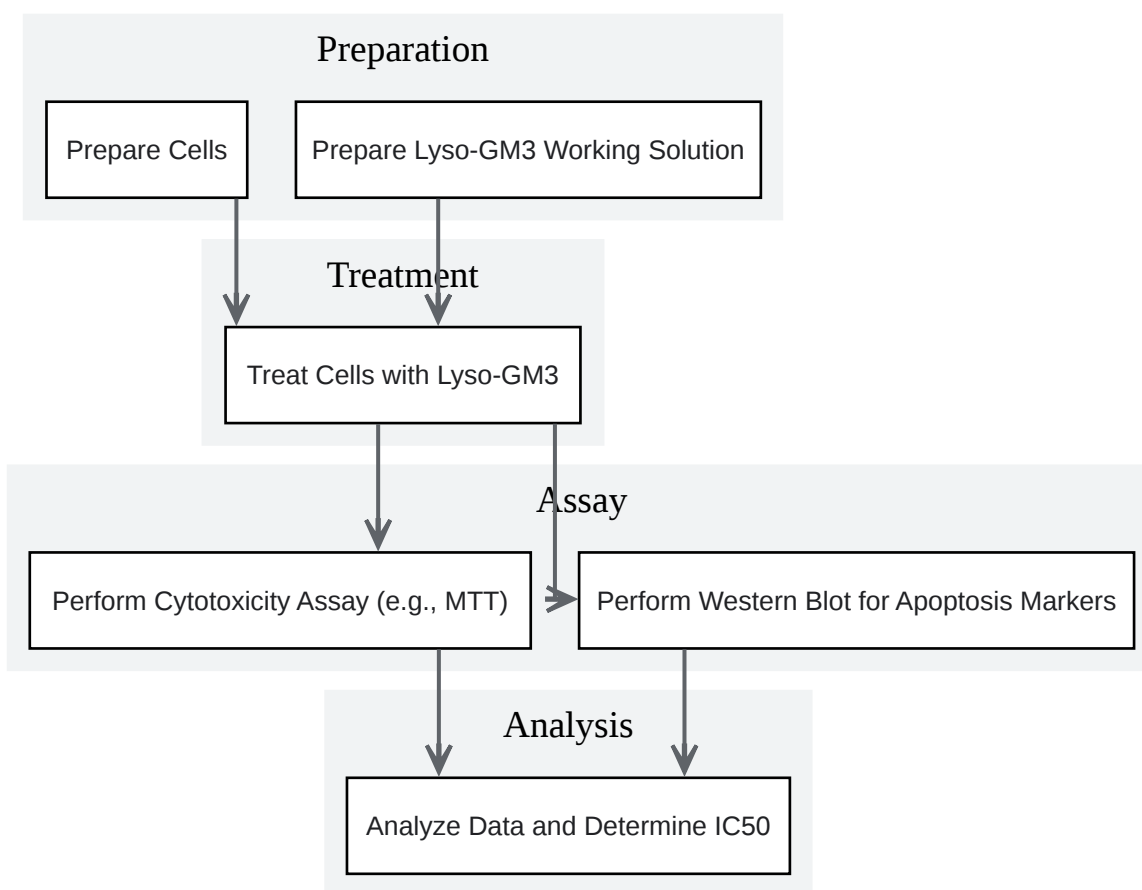 Preparation
Prepare Cells
Prepare Lyso-GM3 Working Solution
Treatment
Treat Cells with Lyso-GM3
Assay
Perform Cytotoxicity Assay (e.g., MTT)
Perform Western Blot for Apoptosis Markers
Analysis
Analyze Data and Determine IC50